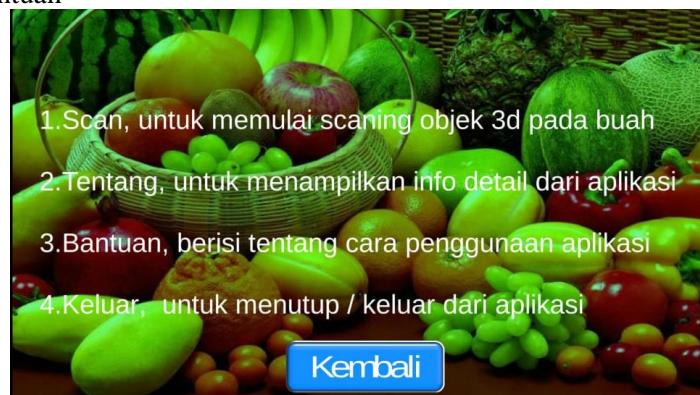 1.Scan, untuk memulai scaning objek 3d pada buah
2.Tentang, untuk menampilkan info detail dari aplikasi
3.Bantuan, berisi tentang cara penggunaan aplikasi
4.Keluar, untuk menutup / keluar dari aplikasi
Kembali